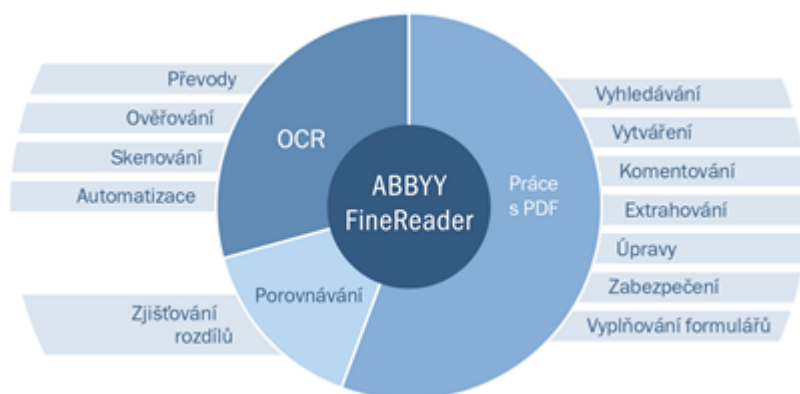 Převody
Ověřování
Skenování
Automatizace
OCR
Zjišťování
rozdílů
Porovnávání
ABBYY
FineReader
Práce
s PDF
Vyhledávání
Vytváření
Komentování
Extrahování
Úpravy
Zabezpečení
Vyplňování formulářů